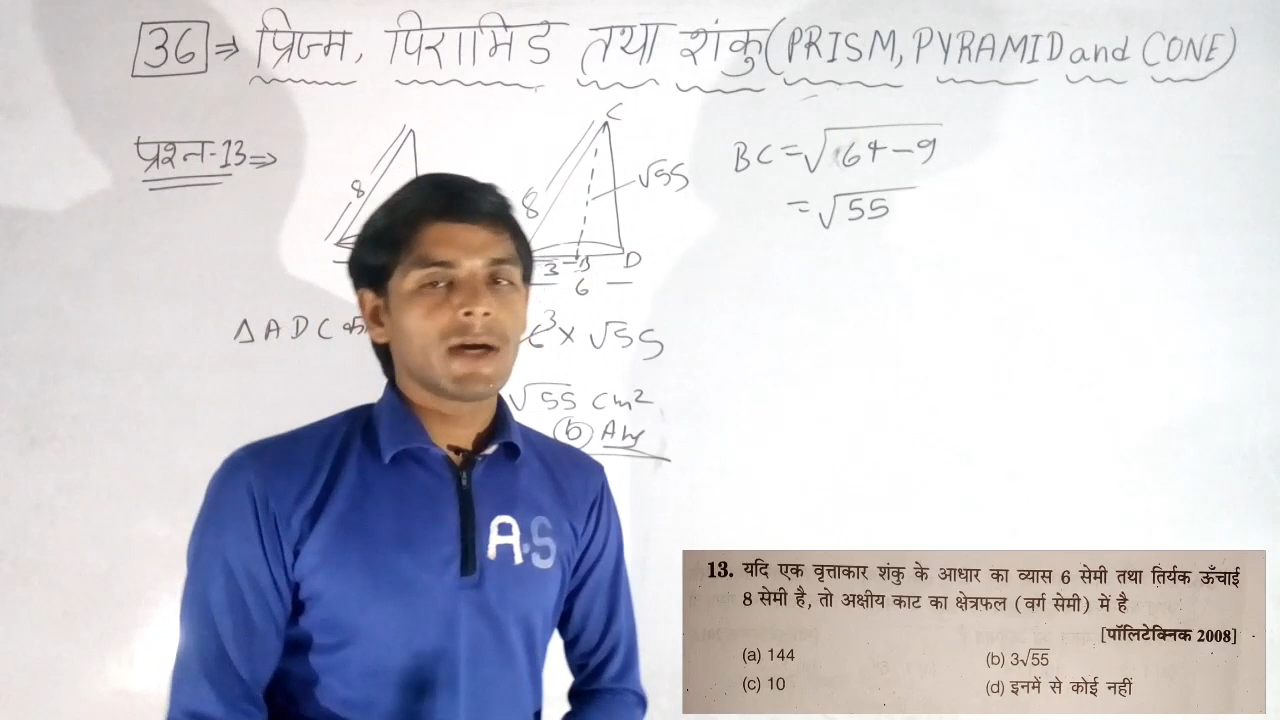 36 ⇒ प्रिज्म, पिरामिड तथा शंकु (PRISM, PYRAMID and CONE)
प्रश्न-13 ⇒
8
C
8
√55
3 B D
6
BC = √64-9
= √55
Δ ADC
3 × √55
√55 cm²
(b) Ans
A.S
13. यदि एक वृत्ताकार शंकु के आधार का व्यास 6 सेमी तथा तिर्यक ऊँचाई
8 सेमी है, तो अक्षीय काट का क्षेत्रफल (वर्ग सेमी) में है
[पॉलिटेक्निक 2008]
(a) 144 (b) 3√55
(c) 10 (d) इनमें से कोई नहीं